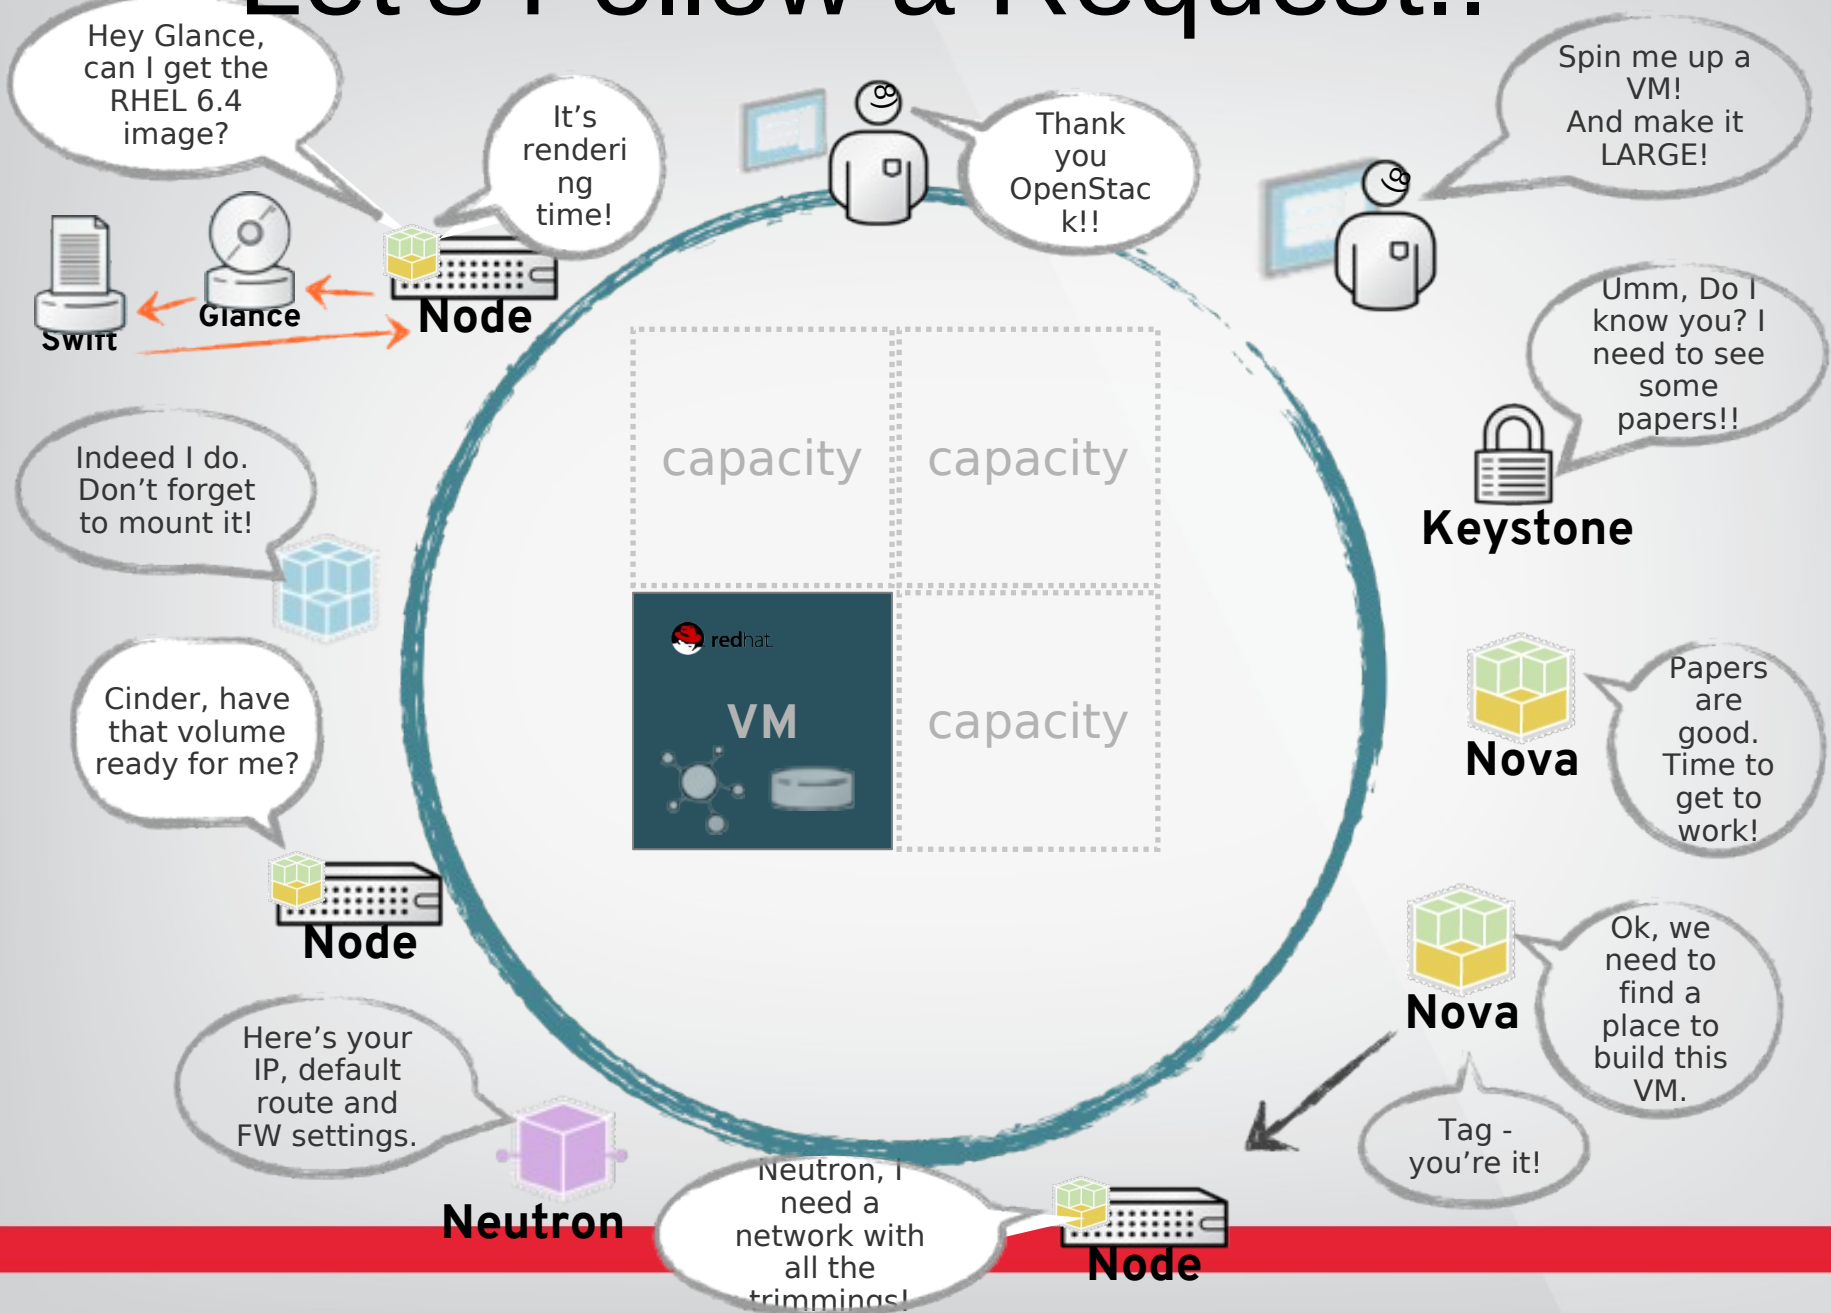 Let's Follow a Request!!
Hey Glance,
can I get the
RHEL 6.4
image?
It's
renderi
ng
time!
Thank
you
OpenStac
k!!
Spin me up a
VM!
And make it
LARGE!
Swift
Glance
Node
Umm, Do I
know you? I
need to see
some
papers!!
Keystone
capacity
capacity
Indeed I do.
Don't forget
to mount it!
redhat.
VM
capacity
Papers
are
good.
Time to
get to
work!
Nova
Cinder, have
that volume
ready for me?
Node
Ok, we
need to
find a
place to
build this
VM.
Nova
Tag -
you're it!
Here's your
IP, default
route and
FW settings.
Neutron
Neutron, I
need a
network with
all the
trimmings!
Node